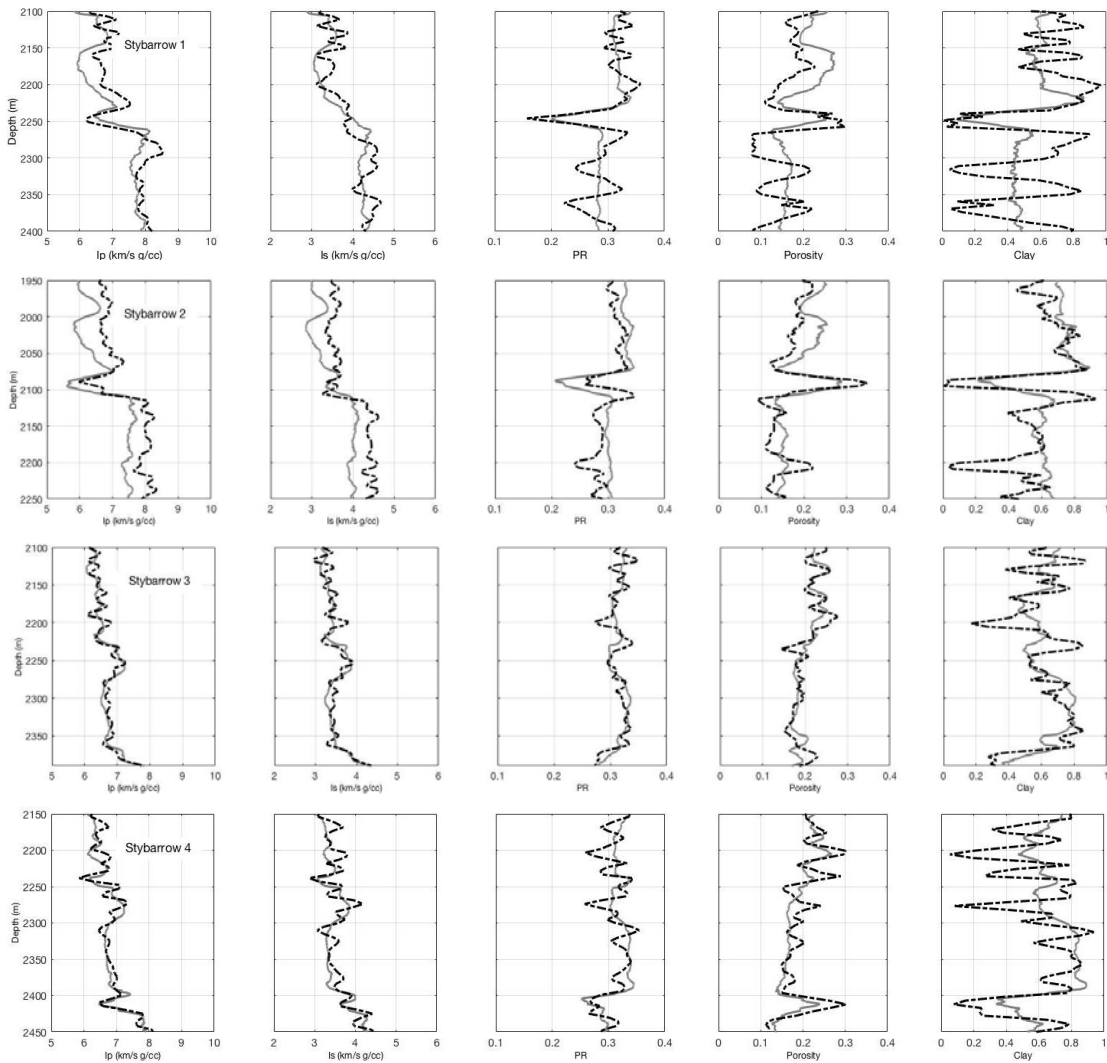 2100
2150
2200
2250
2300
2350
2400
Depth (m)
Stybarrow 1
5 6 7 8 9 10
Ip (km/s g/cc)
2 3 4 5 6
Is (km/s g/cc)
0.1 0.2 0.3 0.4
PR
0 0.1 0.2 0.3 0.4
Porosity
0 0.2 0.4 0.6 0.8 1
Clay
1950
2000
2050
2100
2150
2200
2250
Depth (m)
Stybarrow 2
5 6 7 8 9 10
Ip (km/s g/cc)
2 3 4 5 6
Is (km/s g/cc)
0.1 0.2 0.3 0.4
PR
0 0.1 0.2 0.3 0.4
Porosity
0 0.2 0.4 0.6 0.8 1
Clay
2100
2150
2200
2250
2300
2350
Depth (m)
Stybarrow 3
5 6 7 8 9 10
Ip (km/s g/cc)
2 3 4 5 6
Is (km/s g/cc)
0.1 0.2 0.3 0.4
PR
0 0.1 0.2 0.3 0.4
Porosity
0 0.2 0.4 0.6 0.8 1
Clay
2150
2200
2250
2300
2350
2400
2450
Depth (m)
Stybarrow 4
5 6 7 8 9 10
Ip (km/s g/cc)
2 3 4 5 6
Is (km/s g/cc)
0.1 0.2 0.3 0.4
PR
0 0.1 0.2 0.3 0.4
Porosity
0 0.2 0.4 0.6 0.8 1
Clay